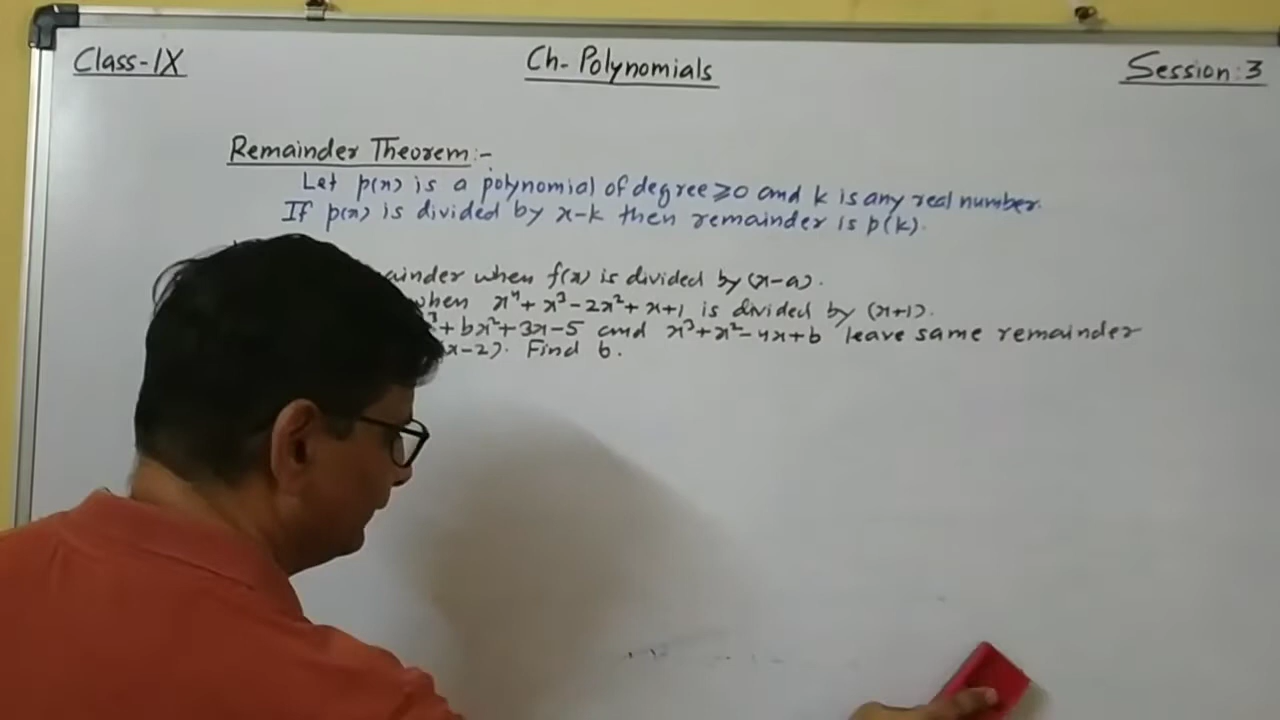 Class-IX
Ch- Polynomials
Session: 3
Remainder Theorem:-
Let p(x) is a polynomial of degree ≥0 and k is any real number.
If p(x) is divided by x-k then remainder is p(k).
when f(x) is divided by (x-a).
when x⁴+x³-2x²+x+1 is divided by (x+1).
+bx²+3x-5 and x³+x²-4x+b leave same remainder
x-2). Find b.